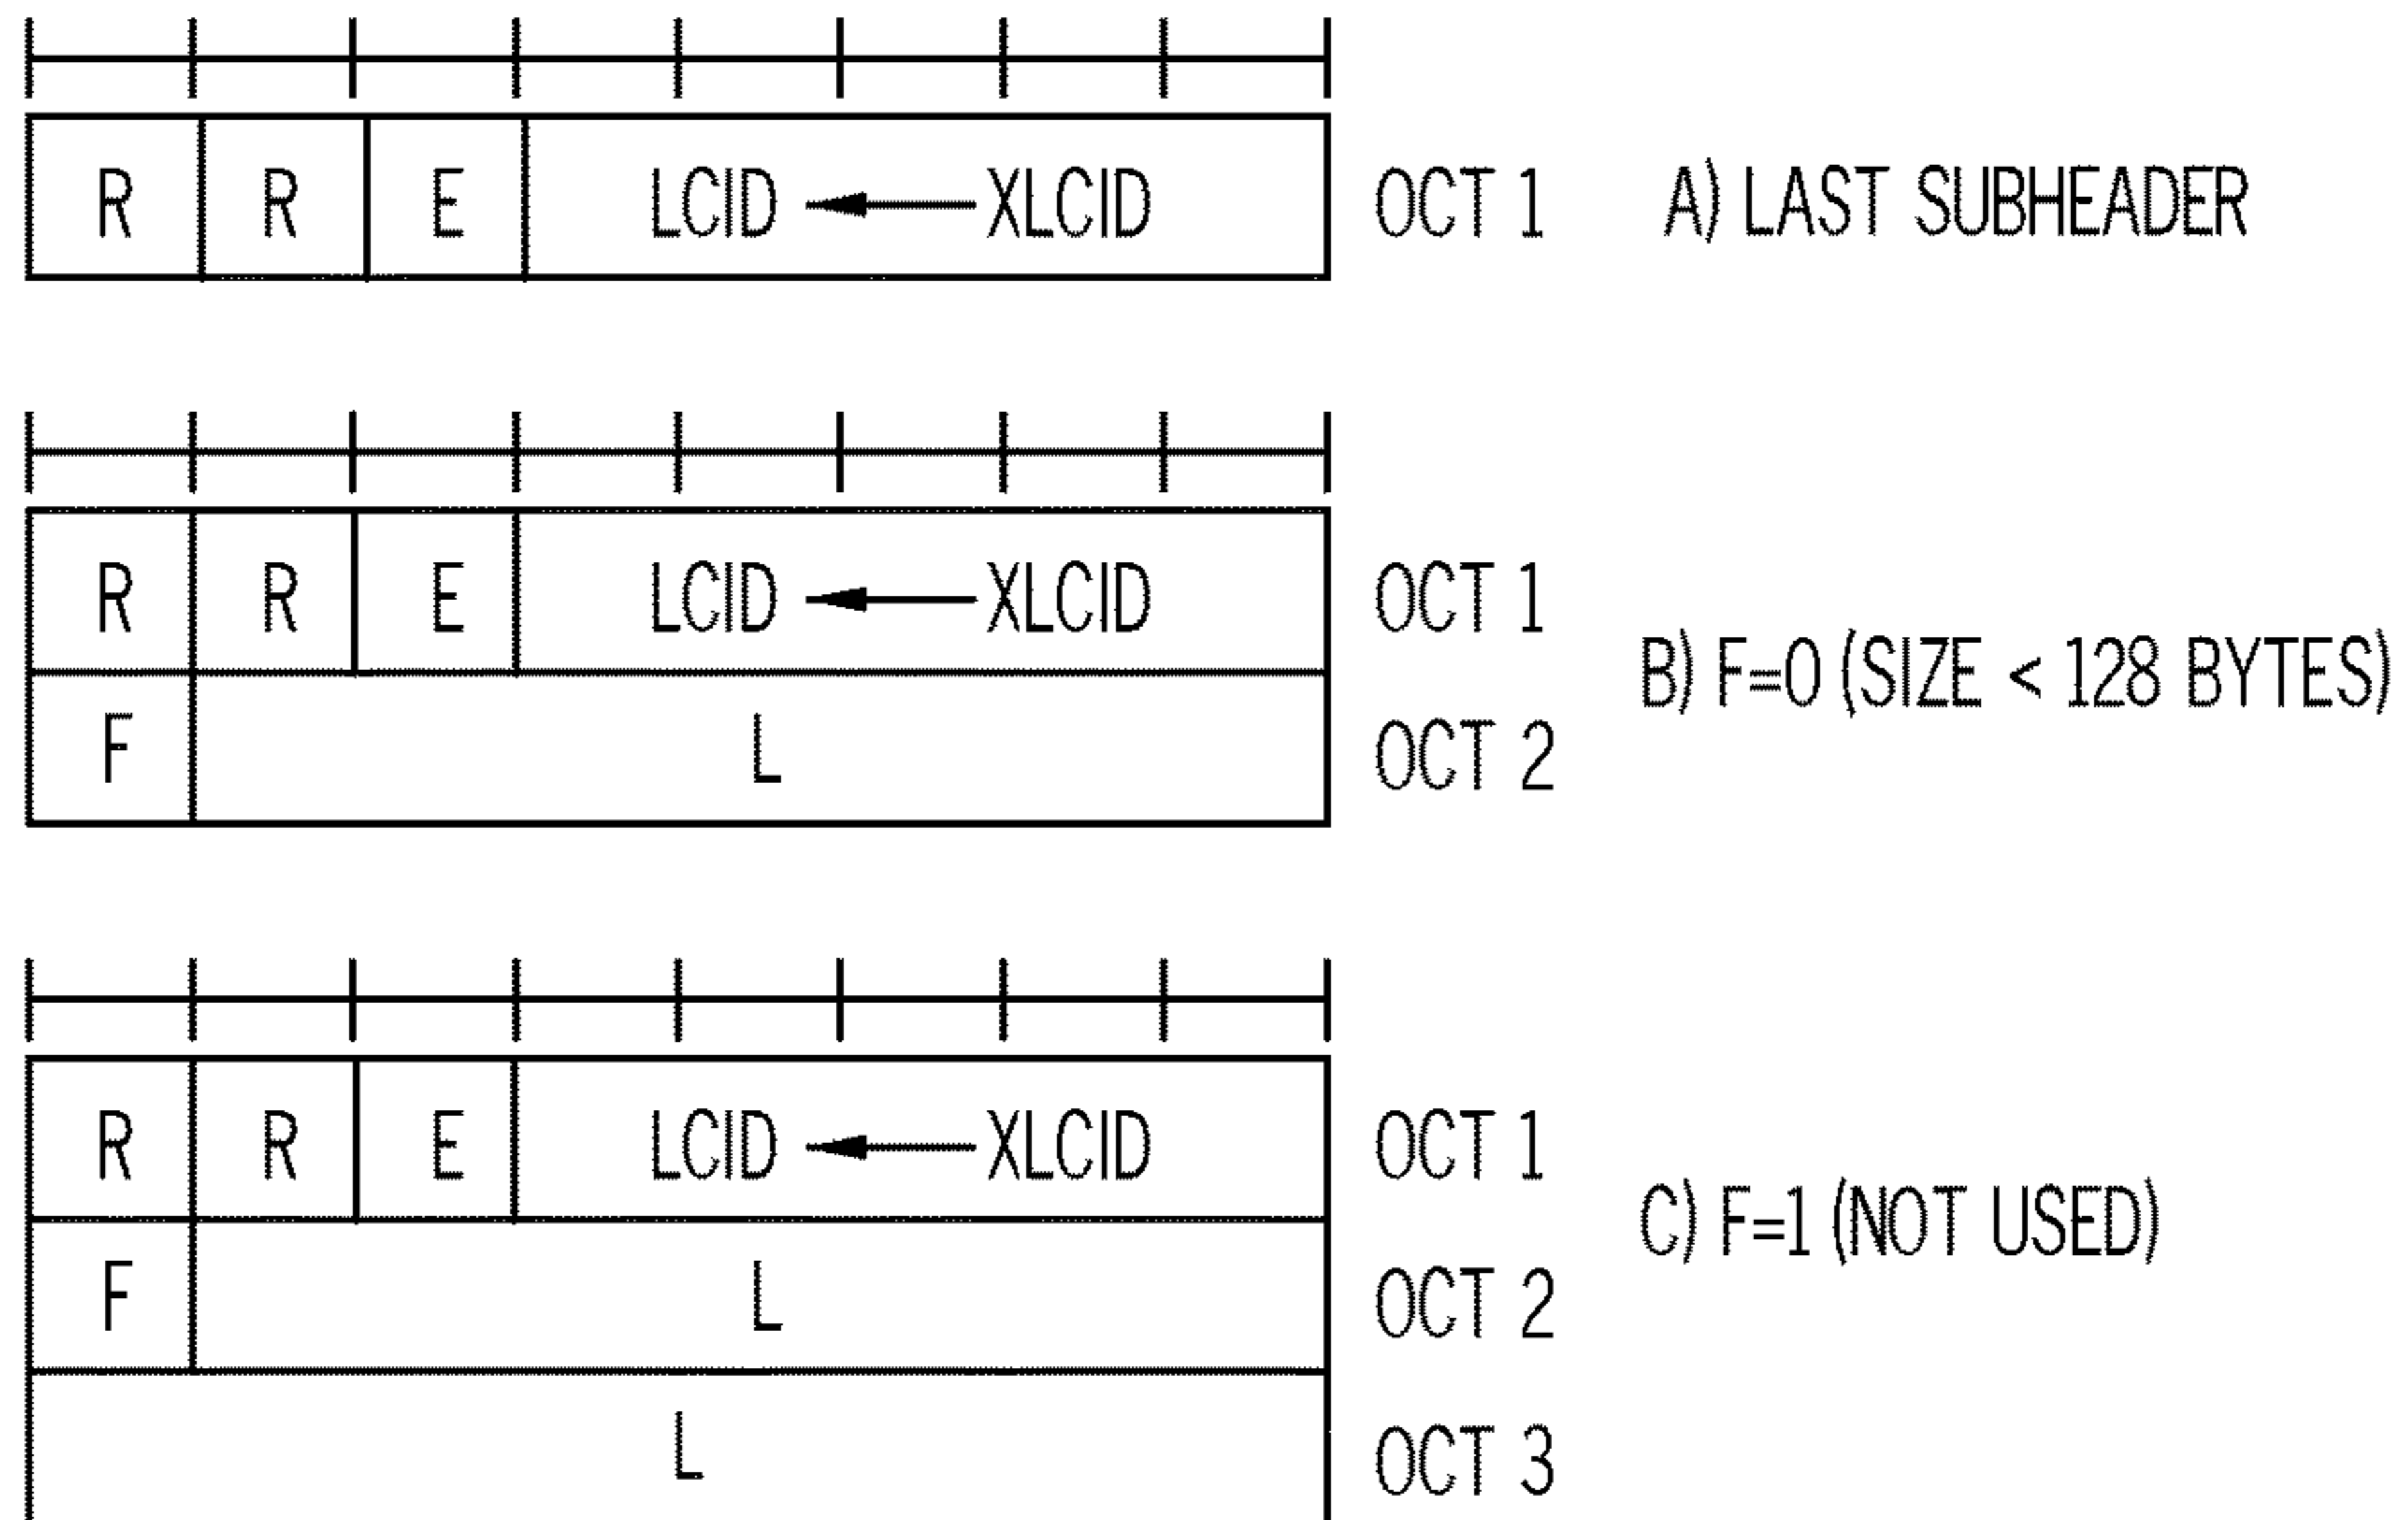 R R E LCID XLCID OCT 1 A) LAST SUBHEADER
R R E LCID XLCID OCT 1
B) F=0 (SIZE < 128 BYTES)
F L OCT 2
R R E LCID XLCID OCT 1
C) F=1 (NOT USED)
F L OCT 2
L OCT 3